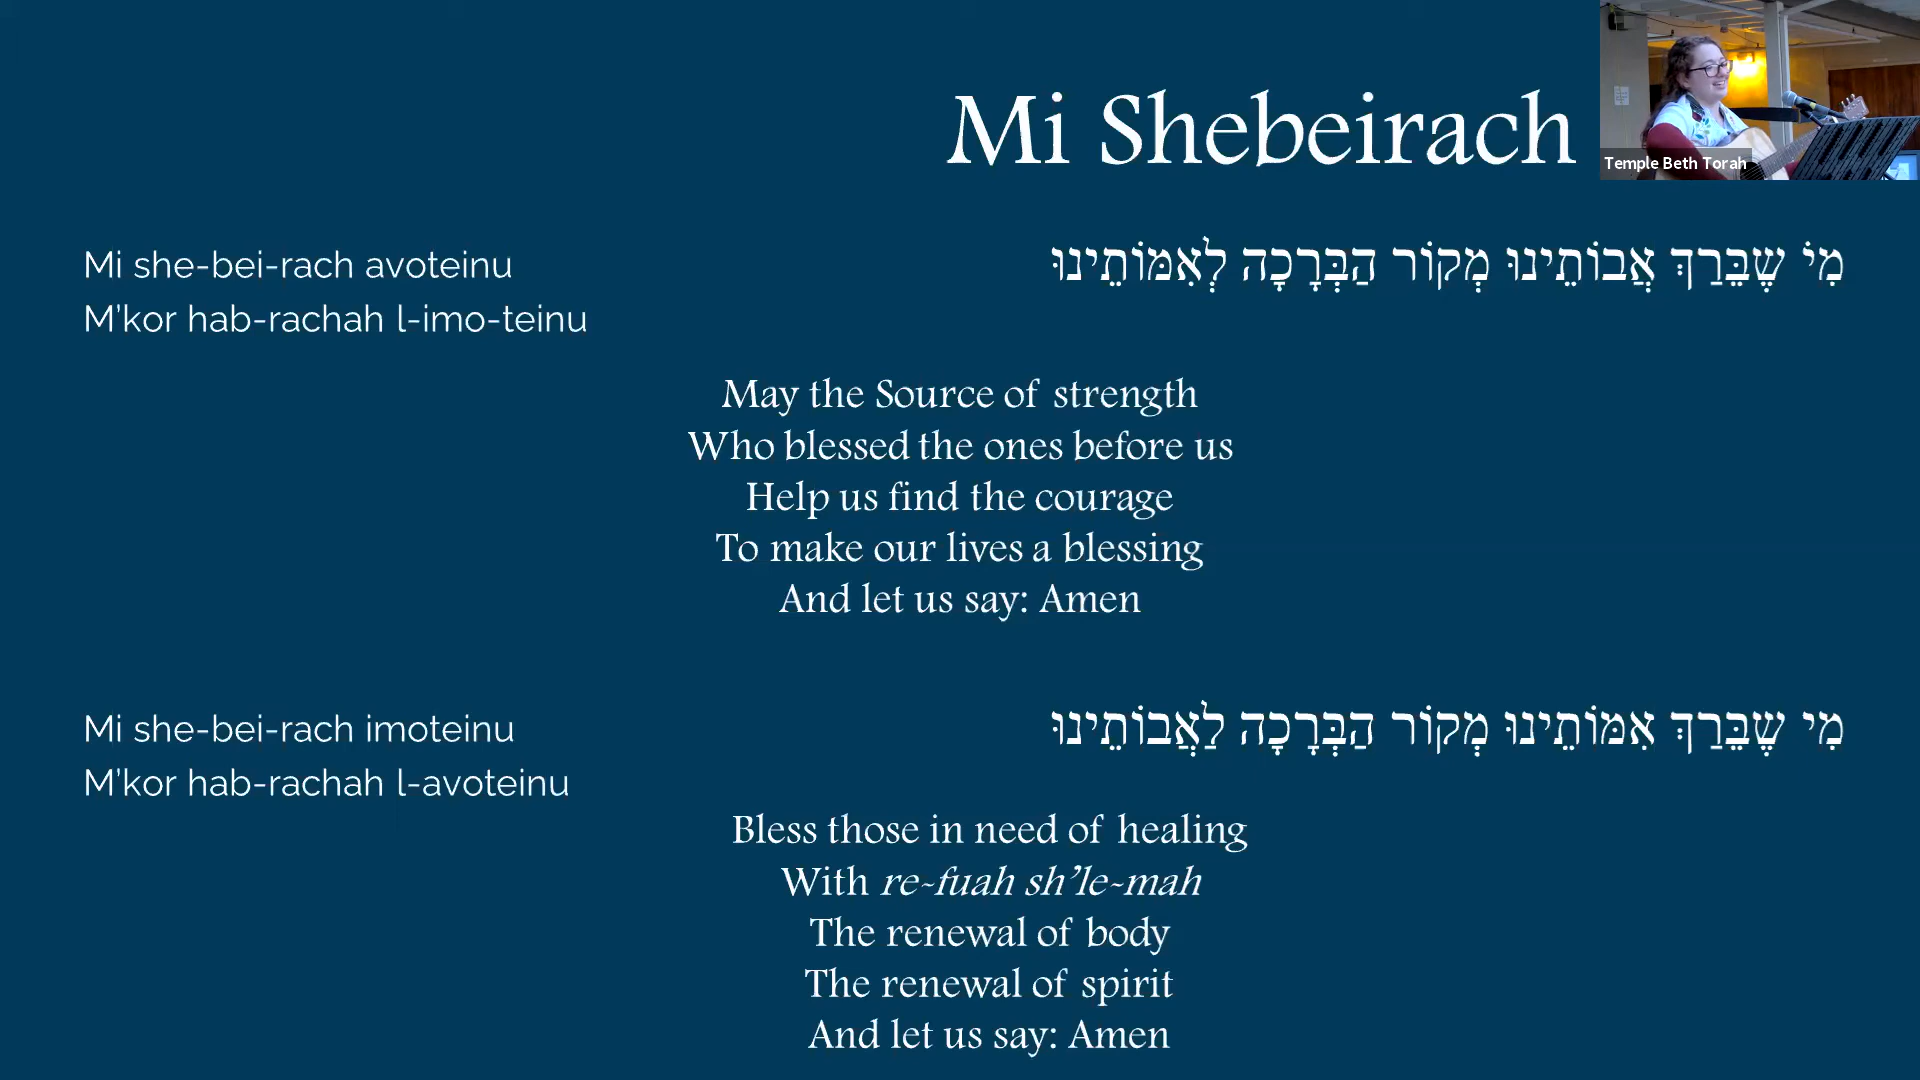 Mi Shebeirach
Temple Beth Torah
Mi she-bei-rach avoteinu
M'kor hab-rachah l-imo-teinu
מִי שֶׁבֵּרַךְ אֲבוֹתֵינוּ מְקוֹר הַבְּרָכָה לְאִמּוֹתֵינוּ
May the Source of strength
Who blessed the ones before us
Help us find the courage
To make our lives a blessing
And let us say: Amen
Mi she-bei-rach imoteinu
M'kor hab-rachah l-avoteinu
מִי שֶׁבֵּרַךְ אִמּוֹתֵינוּ מְקוֹר הַבְּרָכָה לַאֲבוֹתֵינוּ
Bless those in need of healing
With re-fuah sh’le-mah
The renewal of body
The renewal of spirit
And let us say: Amen